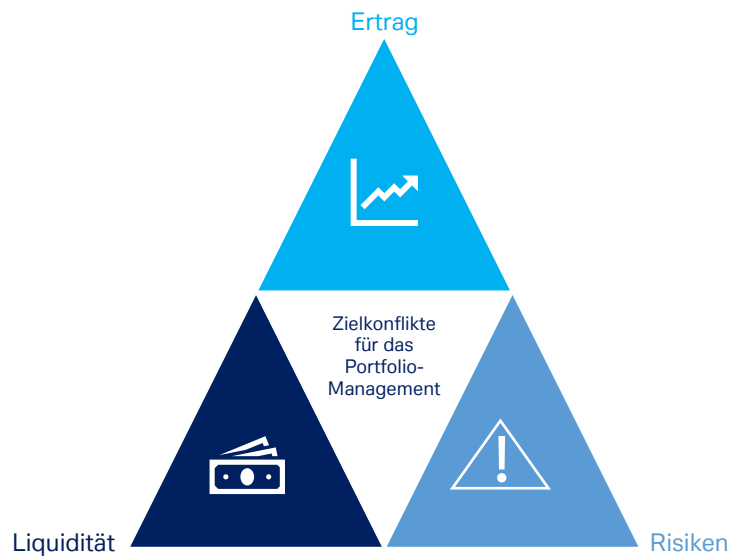 Ertrag
Zielkonflikte
für das
Portfolio-
Management
Liquidität
Risiken